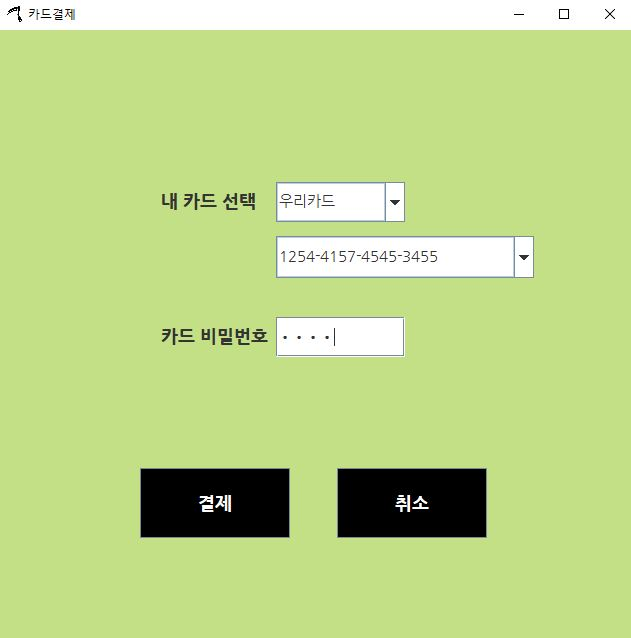 카드결제
내 카드 선택 우리카드
1254-4157-4545-3455
카드 비밀번호 ••••
결제 취소